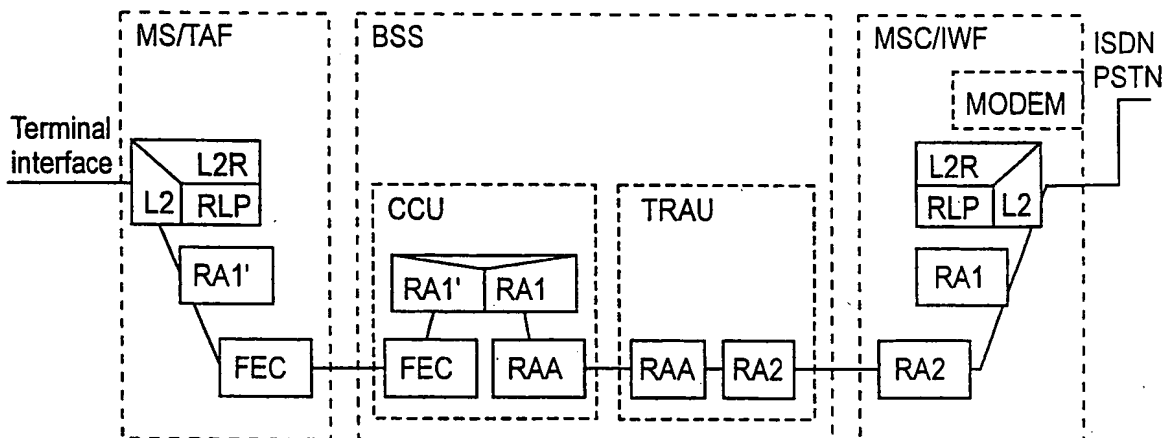 MS/TAF
BSS
MSC/IWF
ISDN
PSTN
MODEM
Terminal
interface
L2R
L2 RLP
L2R
RLP L2
CCU
TRAU
RA1'
RA1' RA1
RA1
FEC
FEC
RAA
RAA
RA2
RA2